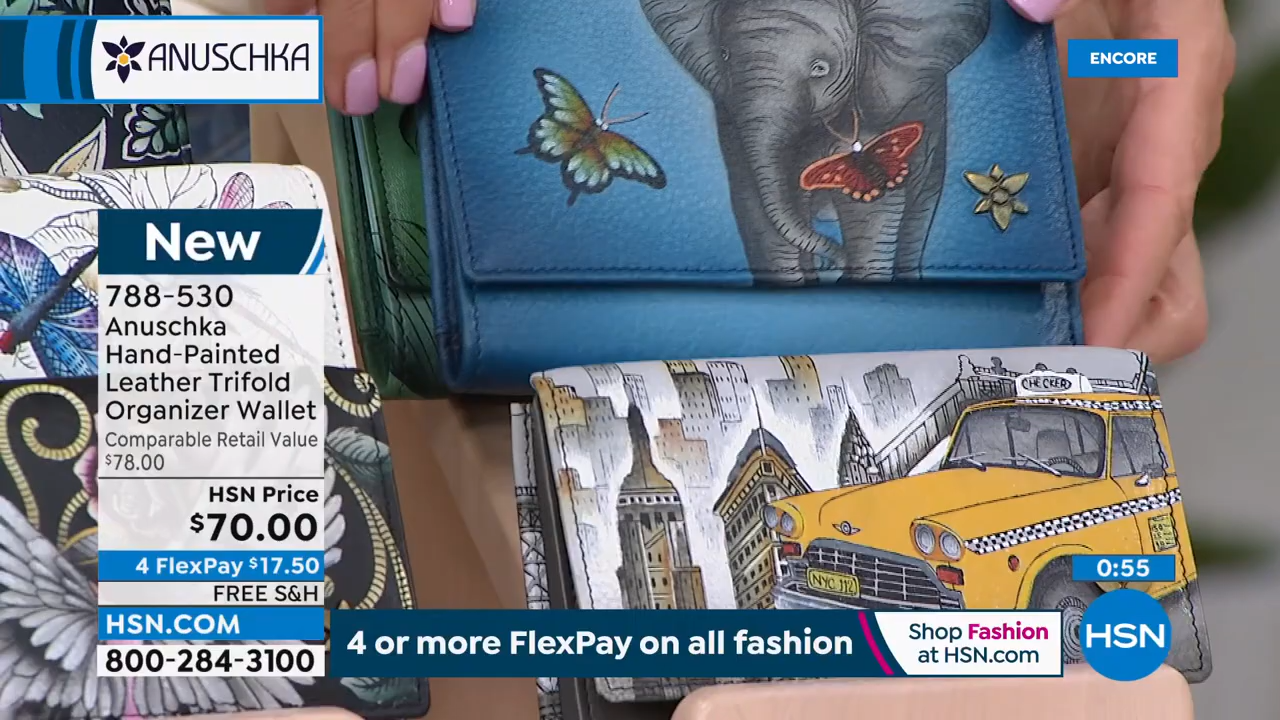 ANUSCHKA
ENCORE
New
788-530
Anuschka
Hand-Painted
Leather Trifold
Organizer Wallet
Comparable Retail Value
$78.00
HSN Price
$70.00
4 FlexPay $17.50
FREE S&H
HSN.COM
800-284-3100
CHECKER
NYC 112
0:55
4 or more FlexPay on all fashion
Shop Fashion
at HSN.com
HSN